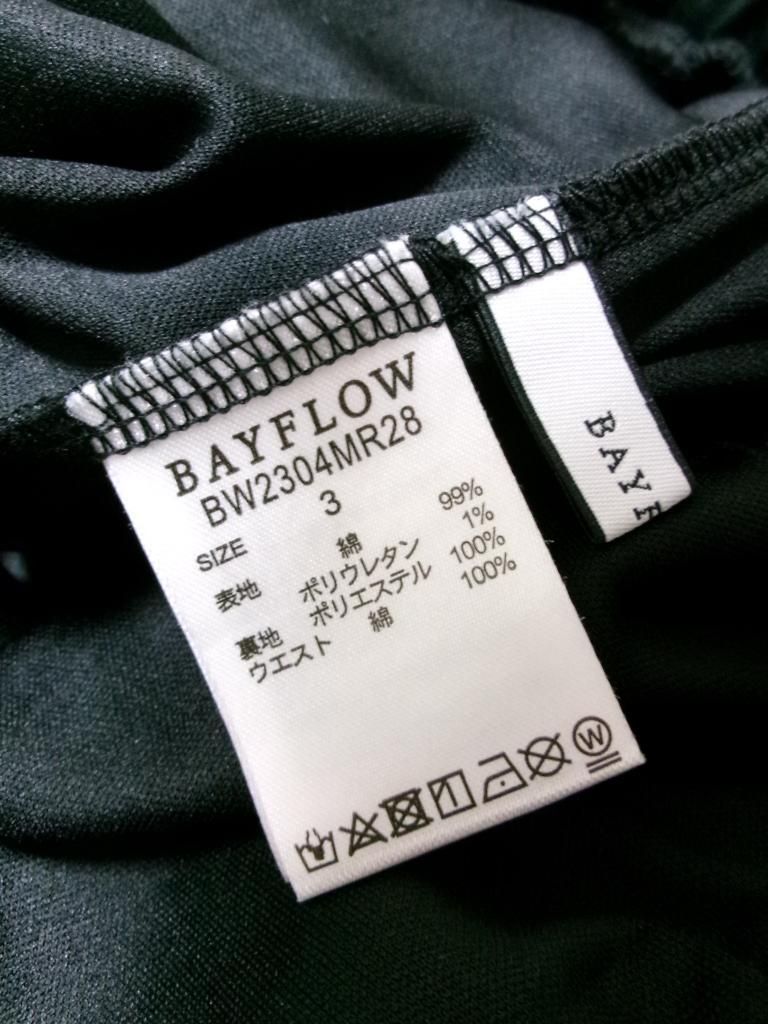 BAYFLOW
BW2304MR28
SIZE 3
表地 綿 99%
ポリウレタン 1%
裏地 ポリエステル 100%
ウエスト 綿 100%
W
BAYF